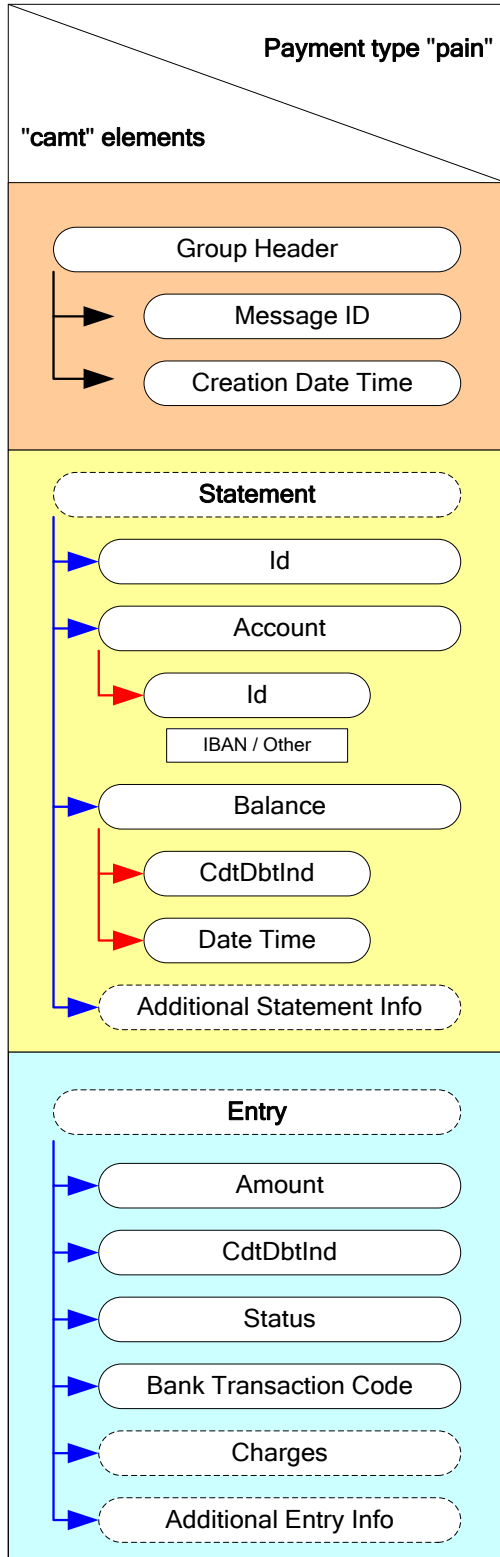 Payment type "pain"
"camt" elements
Group Header
Message ID
Creation Date Time
Statement
Id
Account
Id
IBAN / Other
Balance
CdtDbtInd
Date Time
Additional Statement Info
Entry
Amount
CdtDbtInd
Status
Bank Transaction Code
Charges
Additional Entry Info